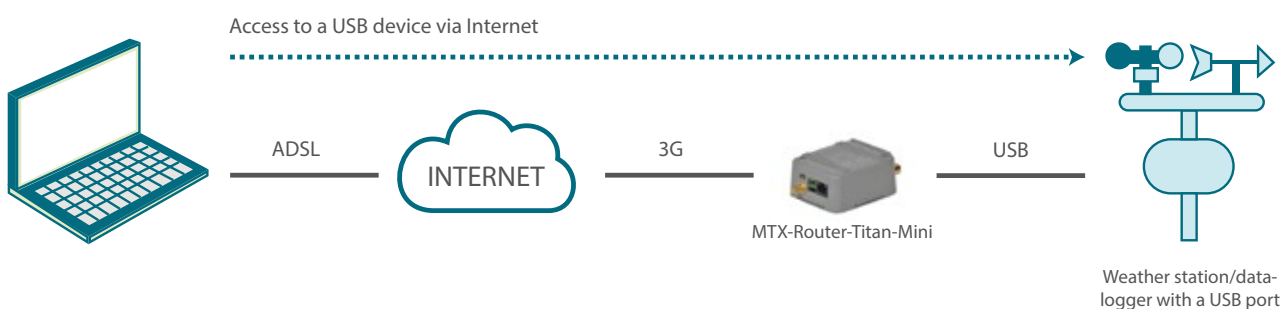 Access to a USB device via Internet
ADSL
INTERNET
3G
USB
MTX-Router-Titan-Mini
Weather station/data-
logger with a USB port